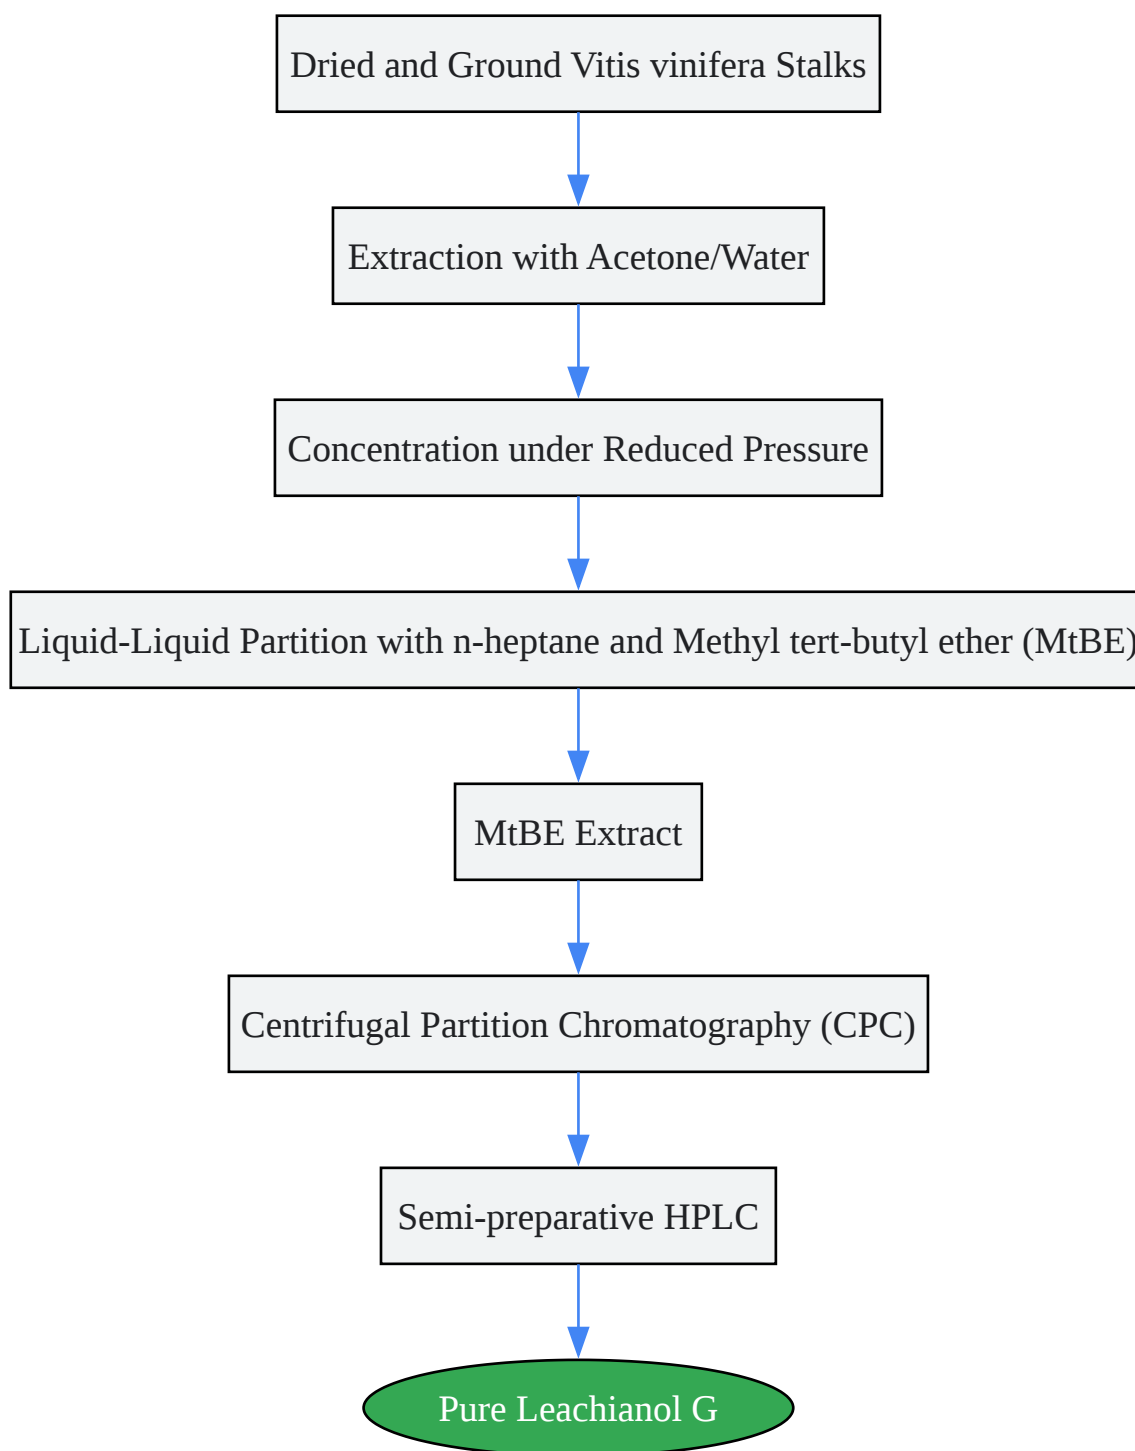 Dried and Ground Vitis vinifera Stalks
Extraction with Acetone/Water
Concentration under Reduced Pressure
Liquid-Liquid Partition with n-heptane and Methyl tert-butyl ether (MtBE)
MtBE Extract
Centrifugal Partition Chromatography (CPC)
Semi-preparative HPLC
Pure Leachianol G